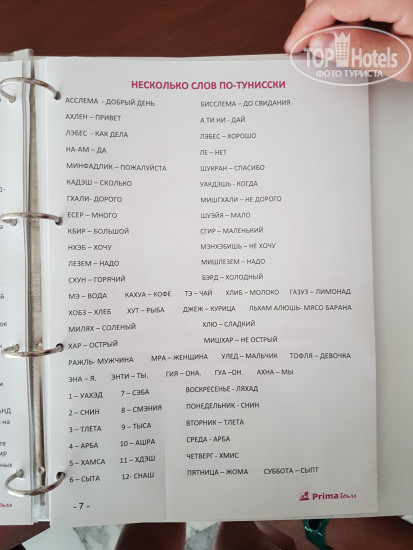 TOP Hotels
ФОТО ТУРИСТА
НЕСКОЛЬКО СЛОВ ПО-ТУНИССКИ
АССЛЕМА - ДОБРЫЙ ДЕНЬ БИССЛЕМА – ДО СВИДАНИЯ
АХЛЕН – ПРИВЕТ А ТИ НИ - ДАЙ
ЛЭБЕС - КАК ДЕЛА ЛЭБЕС – ХОРОШО
НА-АМ – ДА ЛЕ – НЕТ
МИНФАДЛИК – ПОЖАЛУЙСТА ШУКРАН – СПАСИБО
КАДЭШ – СКОЛЬКО УАКДЭШЬ - КОГДА
ГХАЛИ- ДОРОГО МИШГХАЛИ – НЕ ДОРОГО
ЕСЕР – МНОГО ШУЭЙЯ – МАЛО
КБИР – БОЛЬШОЙ СГИР – МАЛЕНЬКИЙ
НХЭБ – ХОЧУ МЭНХЭБИШЬ – НЕ ХОЧУ
ЛЕЗЕМ – НАДО МИШЛЕЗЕМ – НАДО
СХУН – ГОРЯЧИЙ БЭРД – ХОЛОДНЫЙ
МЭ – ВОДА КАХУА – КОФЕ ТЭ – ЧАЙ ХЛИБ – МОЛОКО ГАЗУЗ – ЛИМОНАД
ХОБЗ – ХЛЕБ ХУТ – РЫБА ДЖЕЖ – КУРИЦА ЛЬХАМ АЛЮШЬ- МЯСО БАРАНА
МИЛЯХ – СОЛЕНЫЙ ХЛЮ – СЛАДКИЙ
ХАР – ОСТРЫЙ МИШХАР – НЕ ОСТРЫЙ
РАЖЛЬ- МУЖЧИНА МРА – ЖЕНЩИНА УЛЕД – МАЛЬЧИК ТОФЛЯ – ДЕВОЧКА
ЭНА – Я. ЭНТИ – ТЫ. ГИЯ – ОНА. ГУА –ОН. АХНА – МЫ
1 – УАХЭД 7 – СЭБА ВОСКРЕСЕНЬЕ - ЛЯХАД
2 – СНИН 8 – СМЭНИЯ ПОНЕДЕЛЬНИК - СНИН
3 – ТЛЕТА 9 – ТЫСА ВТОРНИК – ТЛЕТА
4 – АРБА 10 – АШРА СРЕДА - АРБА
5 – ХАМСА 11 – ХДЭШ ЧЕТВЕРГ - ХМИС
6 – СЫТА 12- СНАШ ПЯТНИЦА – ЖОМА СУББОТА – СЫПТ
- 7 - Prima